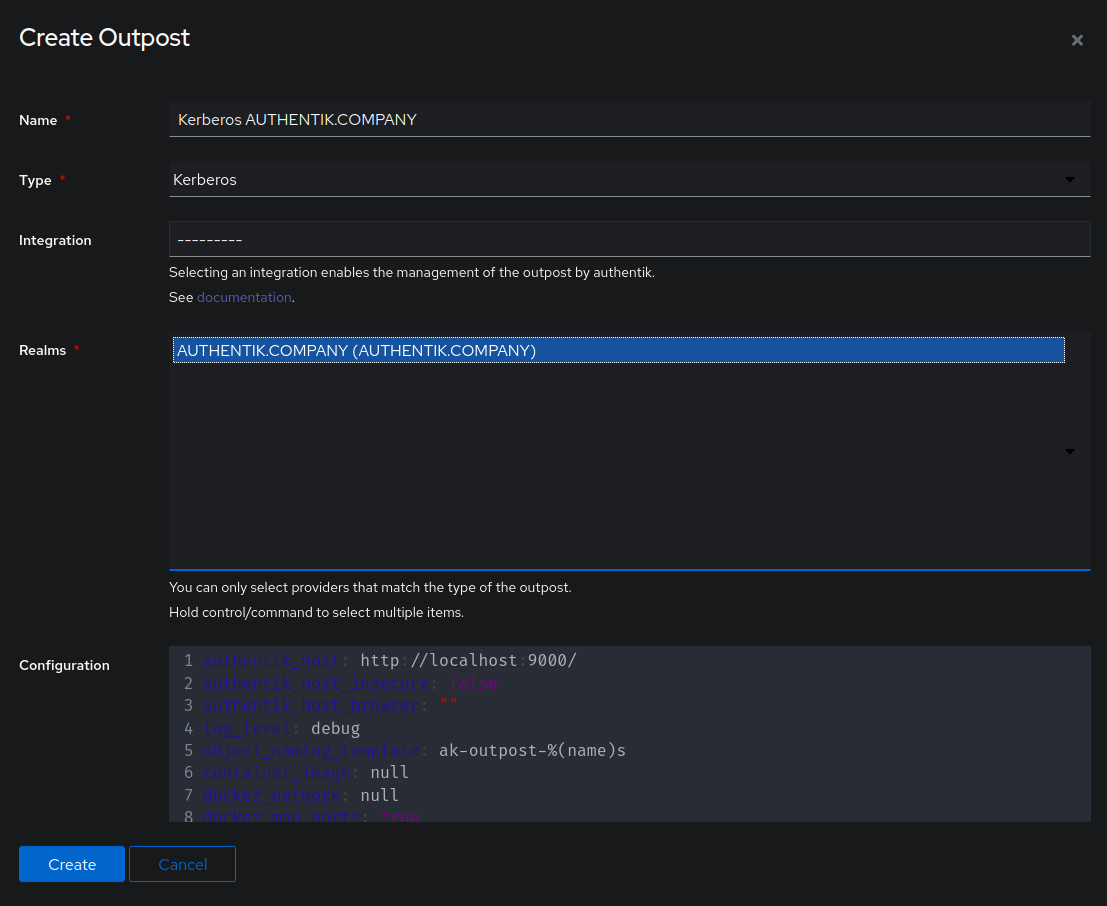 Create Outpost
×
Name *
Kerberos AUTHENTIK.COMPANY
Type *
Kerberos
Integration
---------
Selecting an integration enables the management of the outpost by authentik.
See documentation.
Realms *
AUTHENTIK.COMPANY (AUTHENTIK.COMPANY)
You can only select providers that match the type of the outpost.
Hold control/command to select multiple items.
Configuration
1 authentik_host: http://localhost:9000/
2 authentik_host_insecure: false
3 authentik_host_browser: ""
4 log_level: debug
5 object_naming_template: ak-outpost-%(name)s
6 container_image: null
7 docker_network: null
8 docker_map_ports: true
Create
Cancel